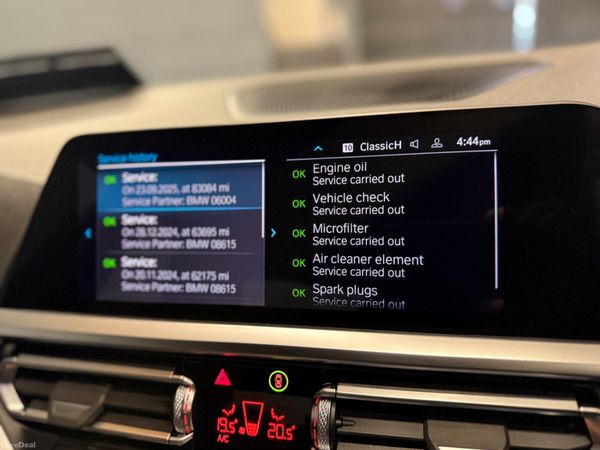 10 ClassicH 4:44pm
Service history
OK Service:
On 23.09.2025, at 83084 mi
Service Partner: BMW 06004
OK Service:
On 28.12.2024, at 63695 mi
Service Partner: BMW 08615
OK Service:
On 20.11.2024, at 62175 mi
Service Partner: BMW 08615
OK Engine oil
Service carried out
OK Vehicle check
Service carried out
OK Microfilter
Service carried out
OK Air cleaner element
Service carried out
OK Spark plugs
Service carried out
19.5° 20.5°
A/C